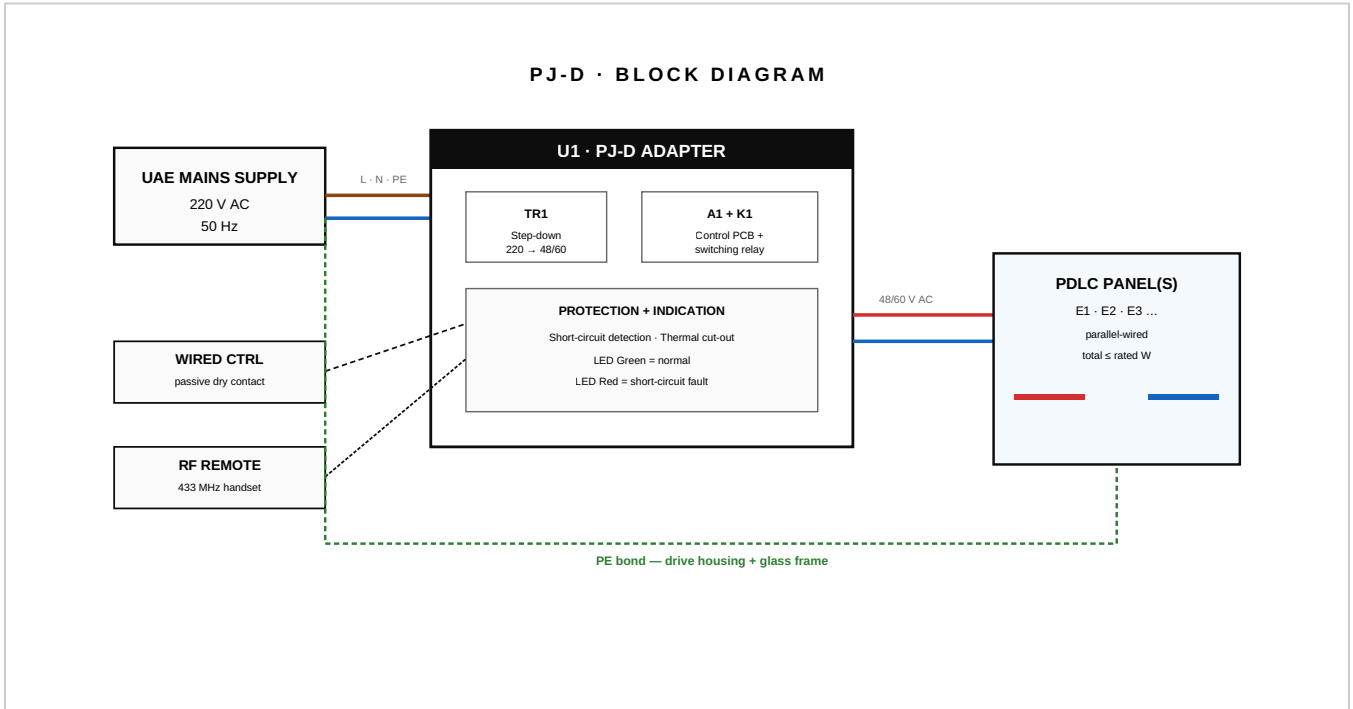 PJ-D · BLOCK DIAGRAM
UAE MAINS SUPPLY
220 V AC
50 Hz
L · N · PE
U1 · PJ-D ADAPTER
TR1
Step-down
220 → 48/60
A1 + K1
Control PCB +
switching relay
PROTECTION + INDICATION
Short-circuit detection · Thermal cut-out
LED Green = normal
LED Red = short-circuit fault
WIRED CTRL
passive dry contact
RF REMOTE
433 MHz handset
48/60 V AC
PDLC PANEL(S)
E1 · E2 · E3 …
parallel-wired
total ≤ rated W
PE bond — drive housing + glass frame